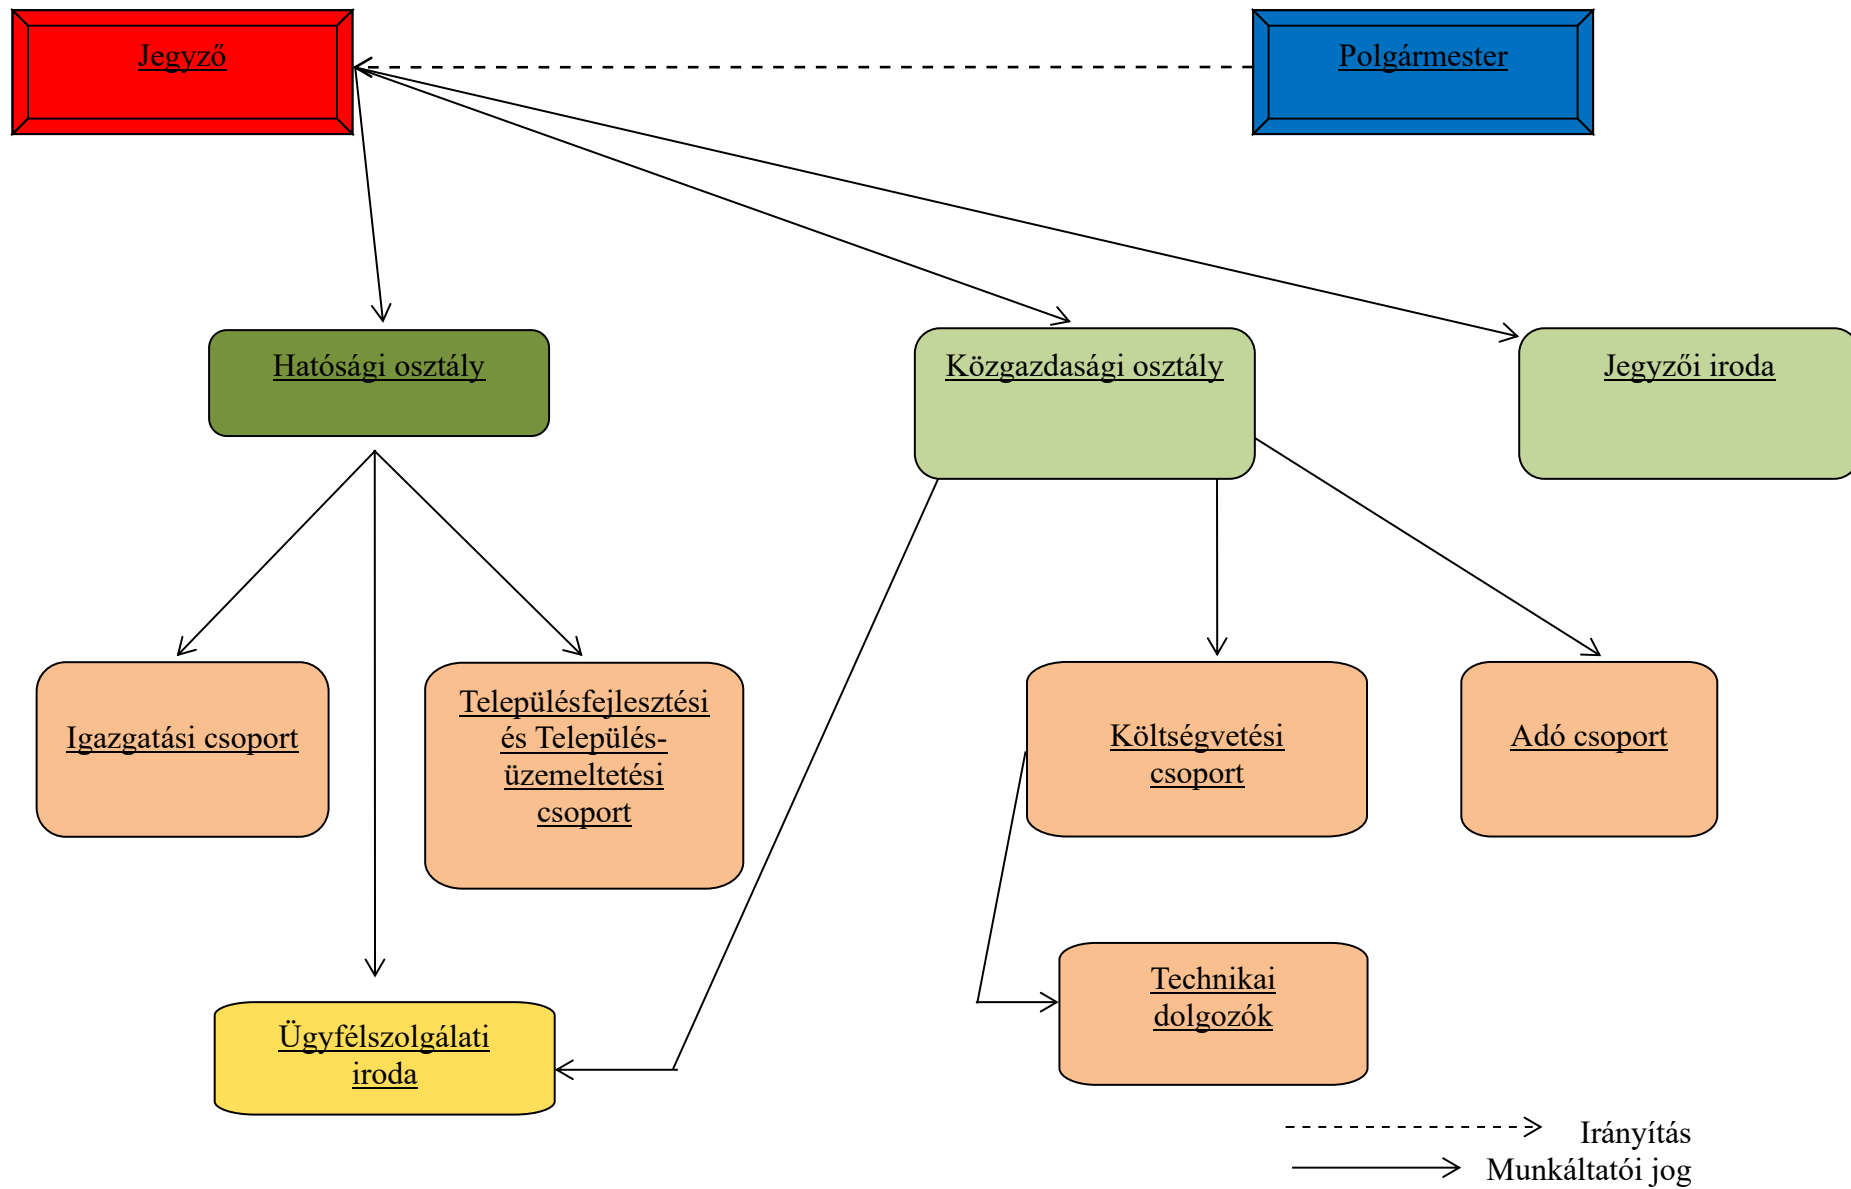 Jegyző
Polgármester
Hatósági osztály
Közgazdasági osztály
Jegyzői iroda
Igazgatási csoport
Településfejlesztési
és Település-
üzemeltetési
csoport
Költségvetési
csoport
Adó csoport
Technikai
dolgozók
Ügyfélszolgálati
iroda
Irányítás
Munkáltatói jog